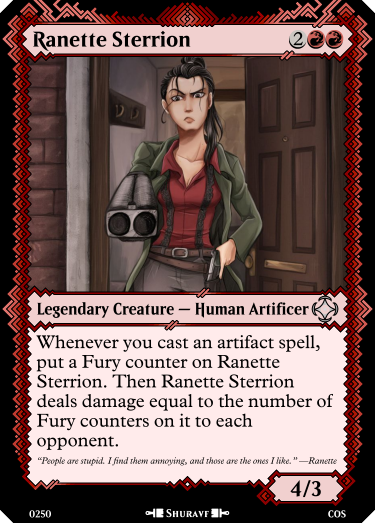 Ranette Sterrion 2
Legendary Creature — Human Artificer
Whenever you cast an artifact spell,
put a Fury counter on Ranette
Sterrion. Then Ranette Sterrion
deals damage equal to the number of
Fury counters on it to each
opponent.
“People are stupid. I find them annoying, and those are the ones I like.” —Ranette
4/3
0250 Shurayf COS